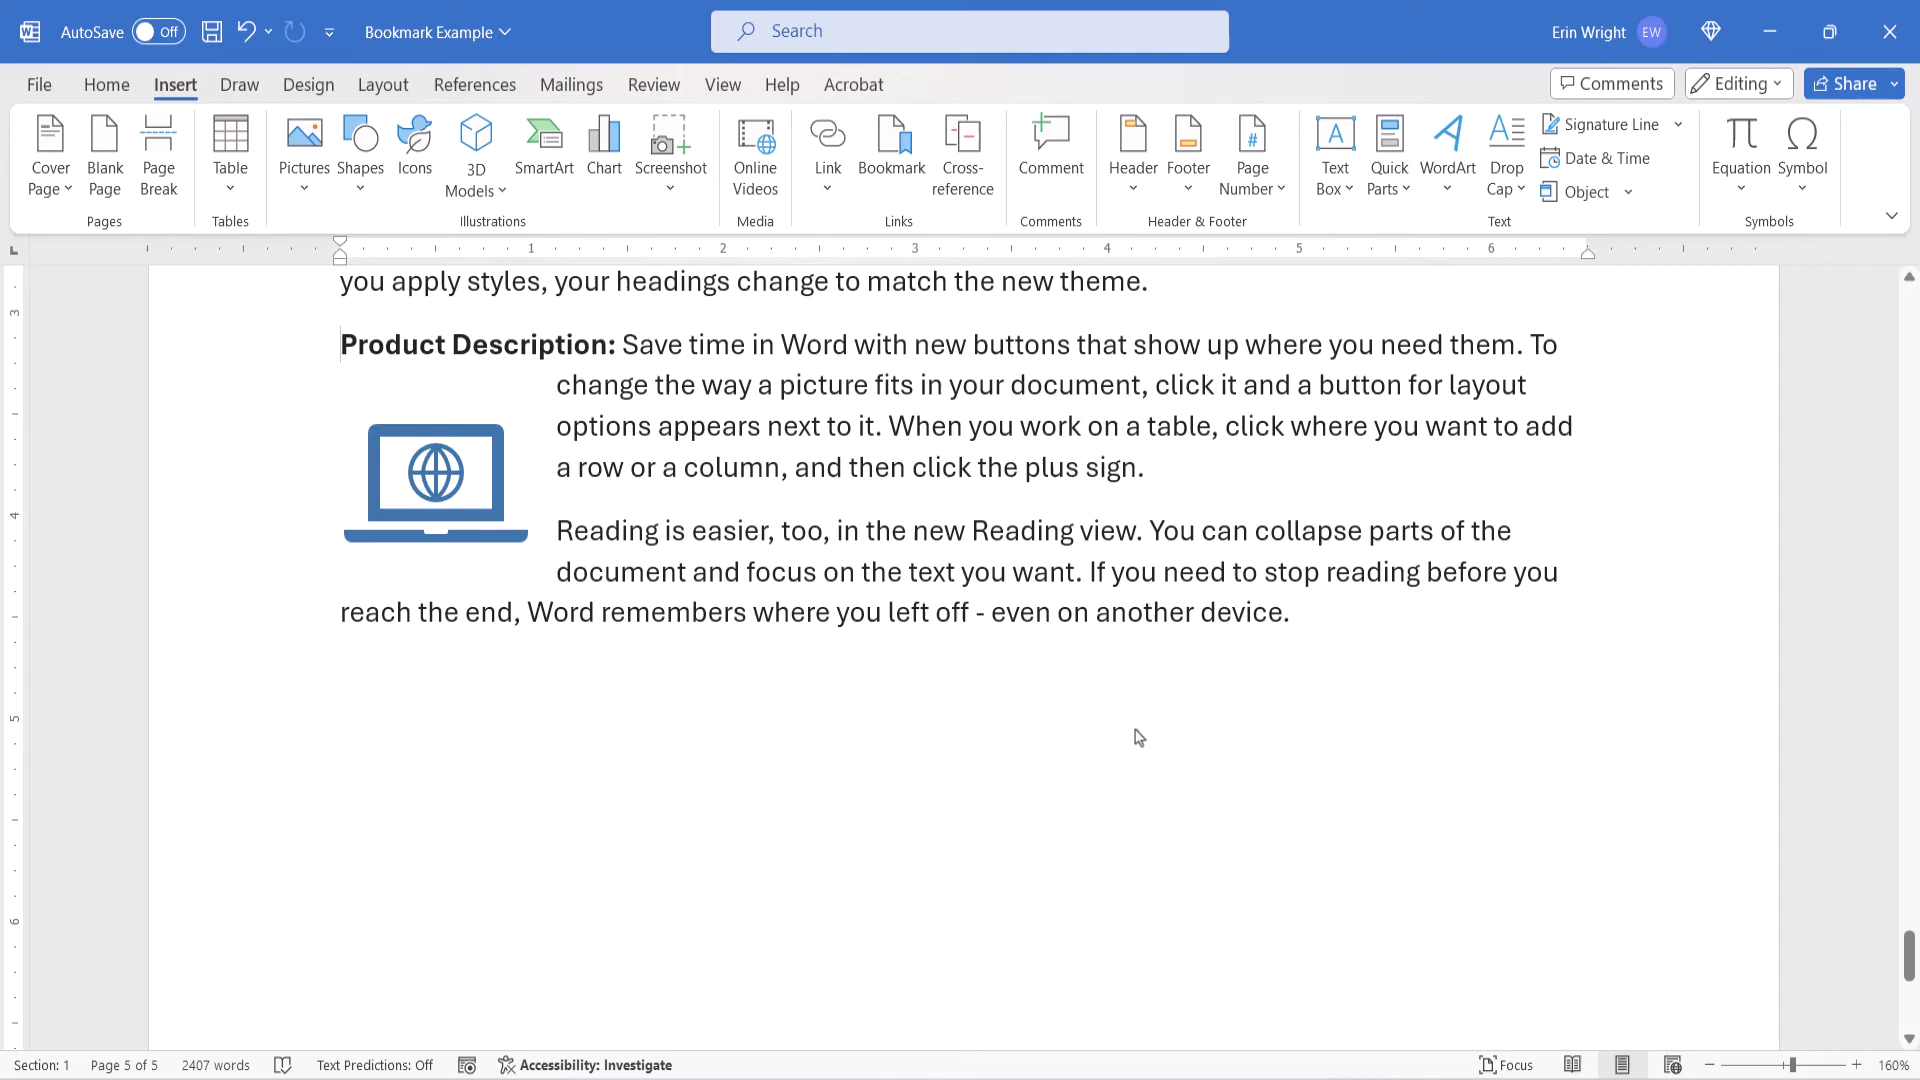 AutoSave Off Bookmark Example Search Erin Wright EW
File Home Insert Draw Design Layout References Mailings Review View Help Acrobat Comments Editing Share
Cover Page
Blank Page
Page Break
Pages
Table
Tables
Pictures
Shapes
Icons
3D Models
SmartArt
Chart
Screenshot
Illustrations
Online Videos
Media
Link
Bookmark
Cross-reference
Links
Comment
Comments
Header
Footer
Page Number
Header & Footer
Text Box
Quick Parts
WordArt
Drop Cap
Signature Line
Date & Time
Object
Text
Equation
Symbol
Symbols
1 2 3 4 5 6
3
4
5
6
you apply styles, your headings change to match the new theme.
Product Description: Save time in Word with new buttons that show up where you need them. To
change the way a picture fits in your document, click it and a button for layout
options appears next to it. When you work on a table, click where you want to add
a row or a column, and then click the plus sign.
Reading is easier, too, in the new Reading view. You can collapse parts of the
document and focus on the text you want. If you need to stop reading before you
reach the end, Word remembers where you left off - even on another device.
Section: 1 Page 5 of 5 2407 words Text Predictions: Off Accessibility: Investigate Focus 160%